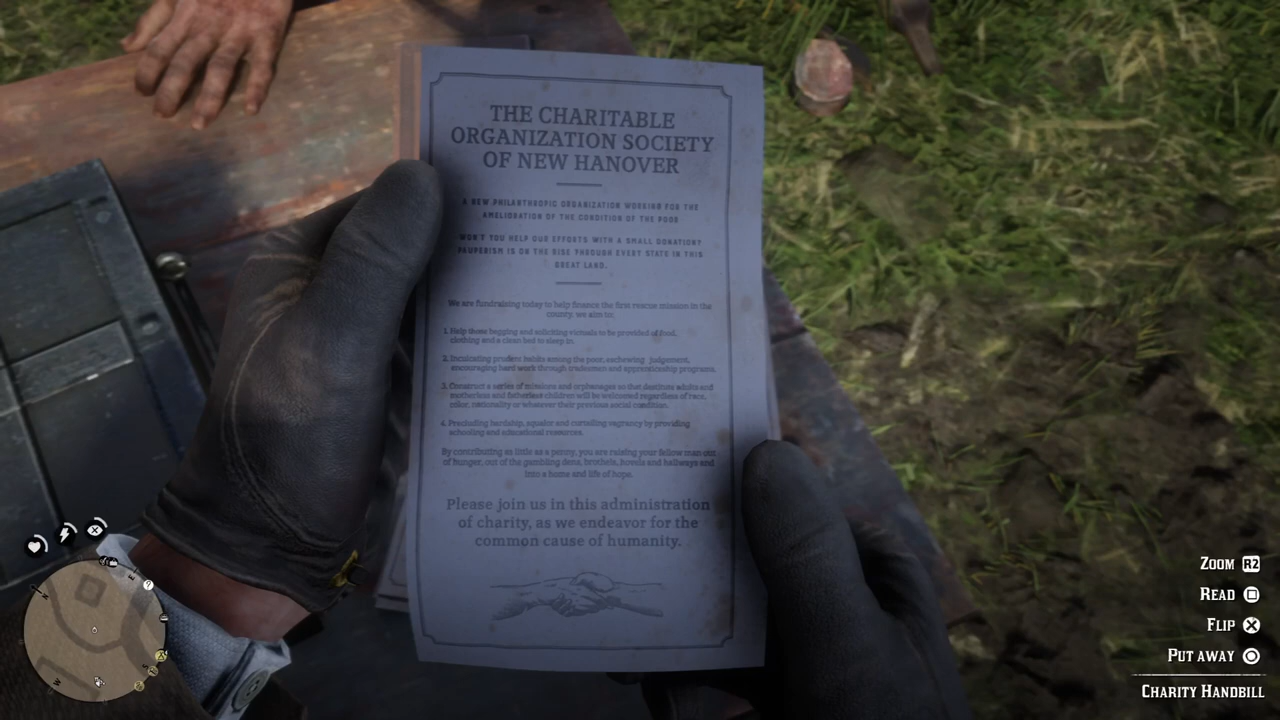 THE CHARITABLE
ORGANIZATION SOCIETY
OF NEW HANOVER
A NEW PHILANTHROPIC ORGANIZATION WORKING FOR THE
AMELIORATION OF THE CONDITION OF THE POOR
WON'T YOU HELP OUR EFFORTS WITH A SMALL DONATION?
PAUPERISM IS ON THE RISE THROUGH EVERY STATE IN THIS
GREAT LAND.
We are fundraising today to help finance the first rescue mission in the
county, we aim to:
1. Help those begging and soliciting victuals to be provided of food,
clothing and a clean bed to sleep in.
2. Inculcating prudent habits among the poor, eschewing judgement,
encouraging hard work through tradesmen and apprenticeship programs.
3. Construct a series of missions and orphanages so that destitute adults and
motherless and fatherless children will be welcomed regardless of race,
color, nationality or whatever their previous social condition.
4. Precluding hardship, squalor and curtailing vagrancy by providing
schooling and educational resources.
By contributing as little as a penny, you are raising your fellow man out
of hunger, out of the gambling dens, brothels, hovels and hallways and
into a home and life of hope.
Please join us in this administration
of charity, as we endeavor for the
common cause of humanity.
ZOOM R2
READ
FLIP
PUT AWAY
CHARITY HANDBILL
N
E
S
W